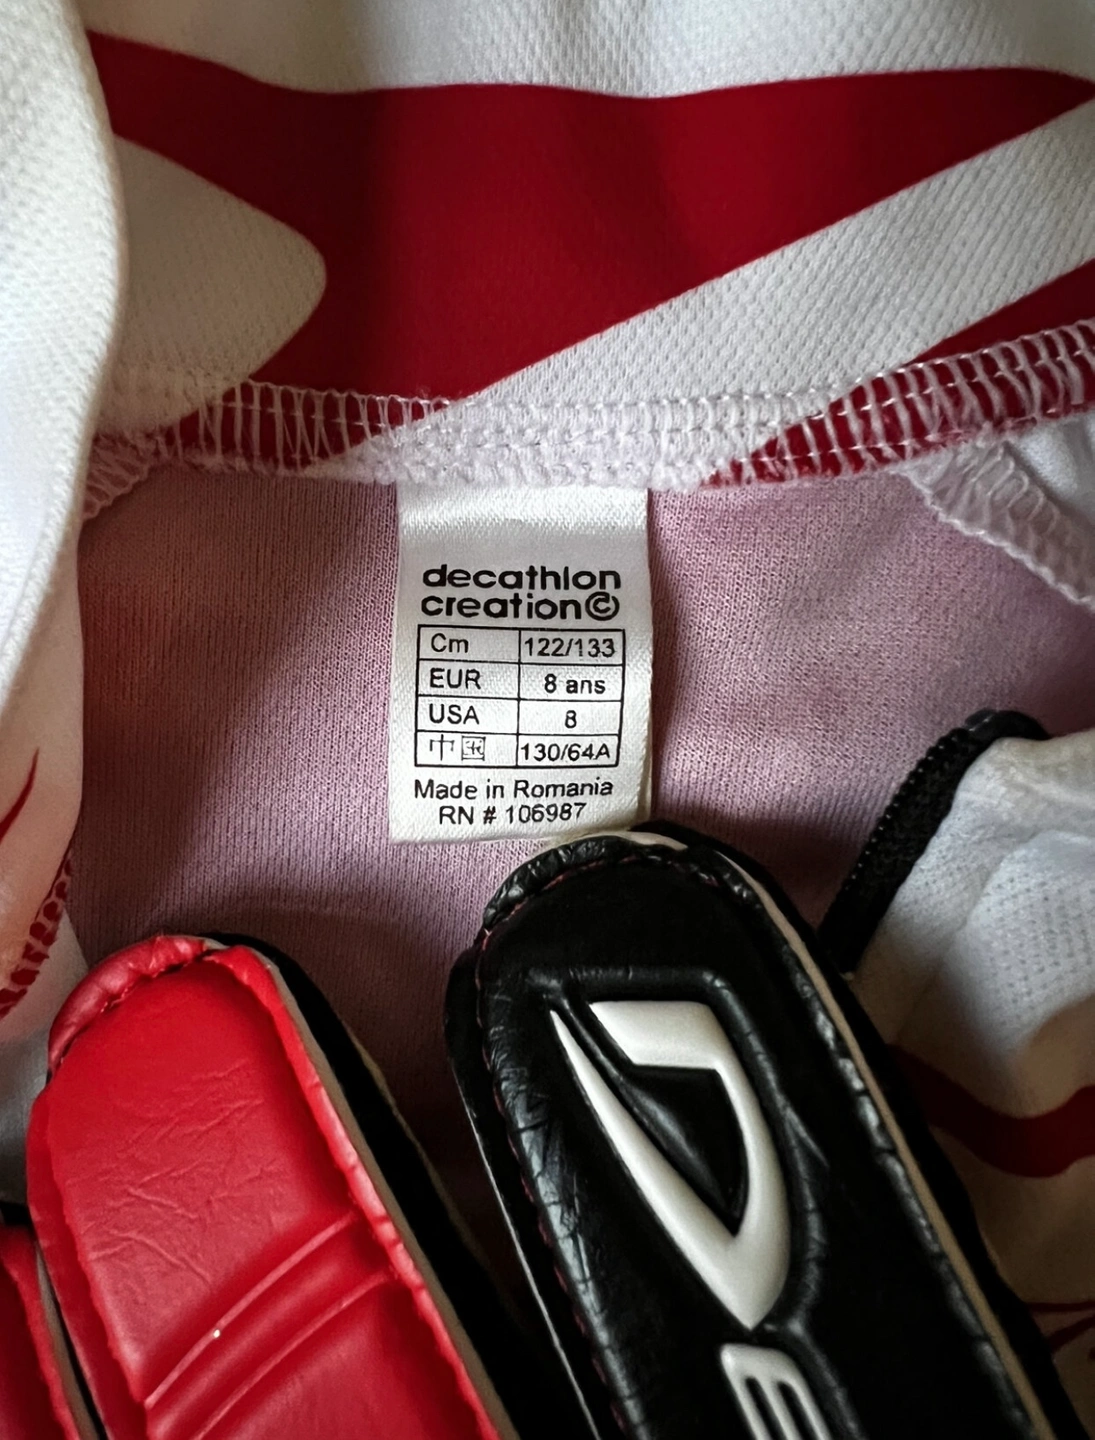 decathlon
creation©
Cm 122/133
EUR 8 ans
USA 8
中国 130/64A
Made in Romania
RN # 106987